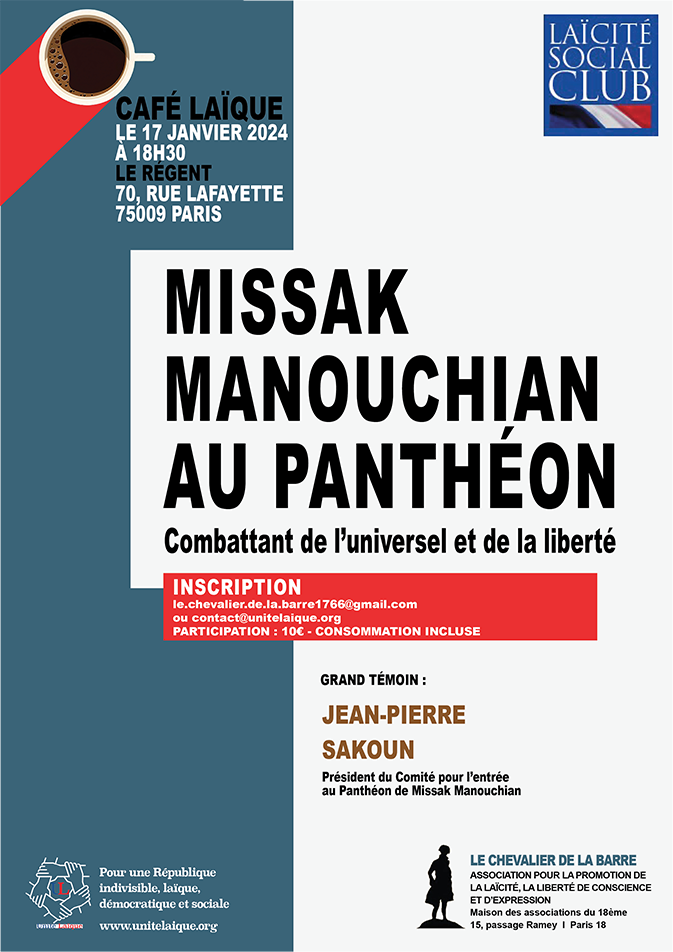 LAÏCITÉ
SOCIAL
CLUB
CAFÉ LAÏQUE
LE 17 JANVIER 2024
À 18H30
LE RÉGENT
70, RUE LAFAYETTE
75009 PARIS
MISSAK
MANOUCHIAN
AU PANTHÉON
Combattant de l'universel et de la liberté
INSCRIPTION
le.chevalier.de.la.barre1766@gmail.com
ou contact@unitelaique.org
PARTICIPATION : 10€ - CONSOMMATION INCLUSE
GRAND TÉMOIN :
JEAN-PIERRE
SAKOUN
Président du Comité pour l'entrée
au Panthéon de Missak Manouchian
Unité Laïque
Pour une République
indivisible, laïque,
démocratique et sociale
www.unitelaique.org
LE CHEVALIER DE LA BARRE
ASSOCIATION POUR LA PROMOTION DE
LA LAÏCITÉ, LA LIBERTÉ DE CONSCIENCE
ET D'EXPRESSION
Maison des associations du 18ème
15, passage Ramey I Paris 18